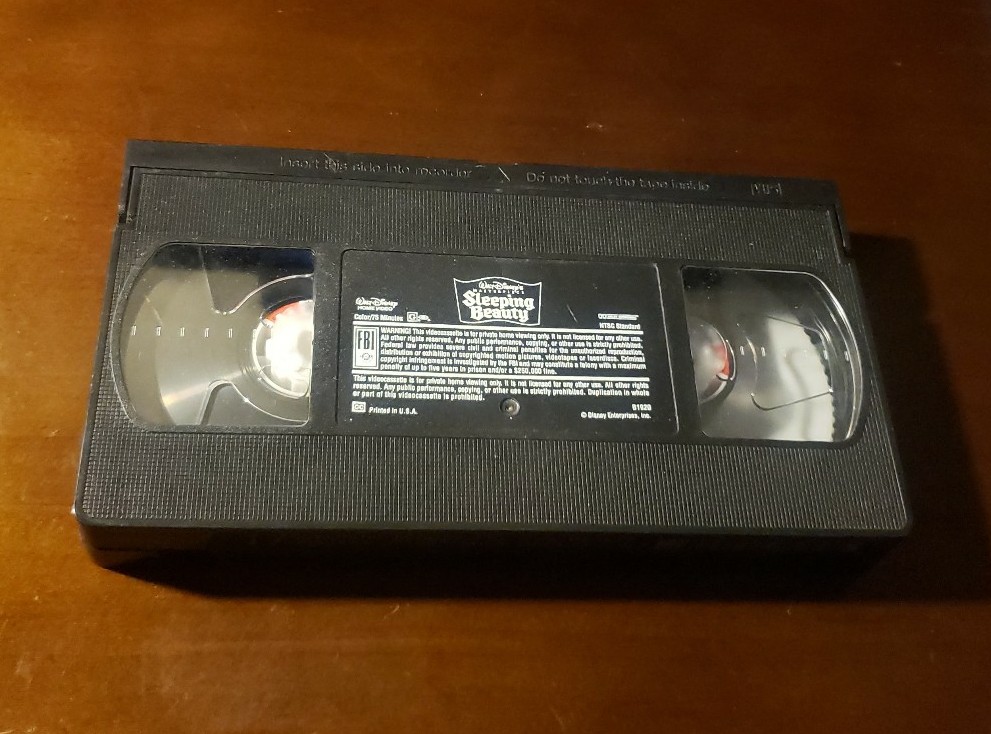 Insert this side into recorder
Do not touch the tape inside
VHS
Walt Disney
HOME VIDEO
Walt Disney's
MASTERPIECE
Sleeping
Beauty
Color/75 Minutes
G
NTSC Standard
FBI
WARNING! This videocassette is for private home viewing only. It is not licensed for any other use.
All other rights reserved. Any public performance, copying, or other use is strictly prohibited.
Federal law provides severe civil and criminal penalties for the unauthorized reproduction,
distribution or exhibition of copyrighted motion pictures, videotapes or laserdiscs. Criminal
copyright infringement is investigated by the FBI and may constitute a felony with a maximum
penalty of up to five years in prison and/or a $250,000 fine.
This videocassette is for private home viewing only. It is not licensed for any other use. All other rights
reserved. Any public performance, copying, or other use is strictly prohibited. Duplication in whole
or part of this videocassette is prohibited.
CC Printed in U.S.A.
D1920
© Disney Enterprises, Inc.